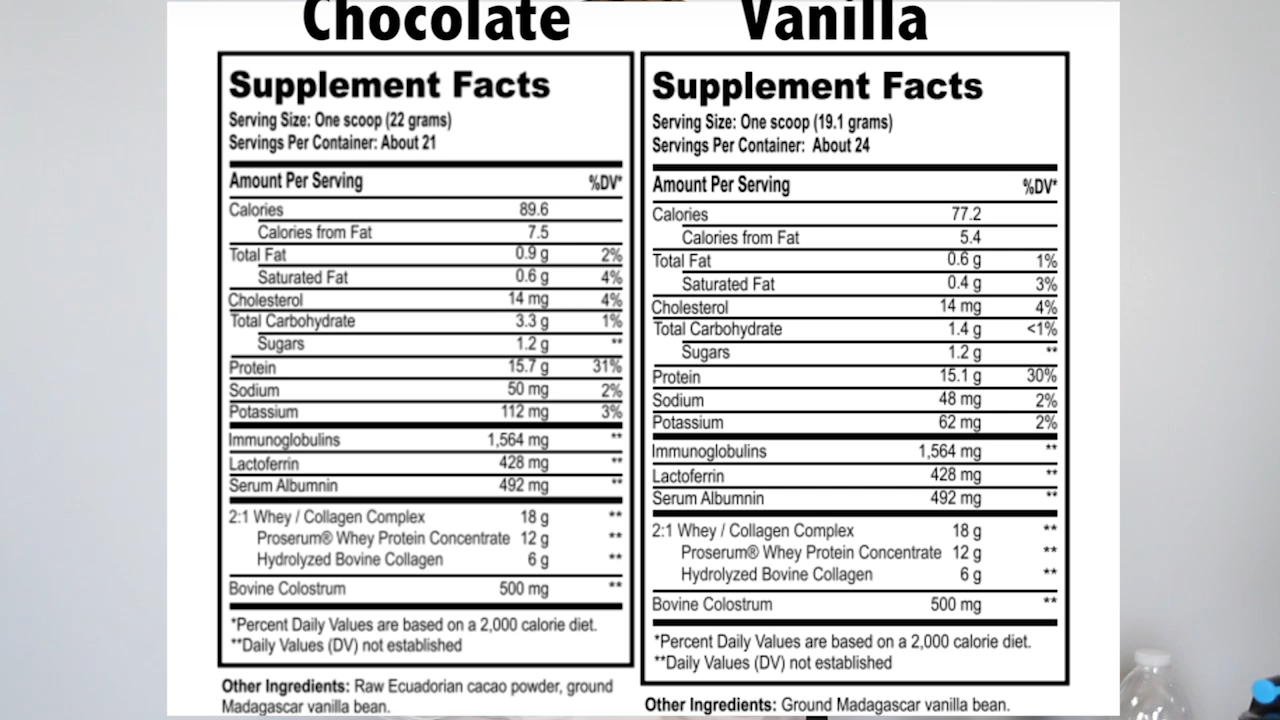 Chocolate
Supplement Facts
Serving Size: One scoop (22 grams)
Servings Per Container: About 21
Amount Per Serving %DV*
Calories 89.6
Calories from Fat 7.5
Total Fat 0.9 g 2%
Saturated Fat 0.6 g 4%
Cholesterol 14 mg 4%
Total Carbohydrate 3.3 g 1%
Sugars 1.2 g **
Protein 15.7 g 31%
Sodium 50 mg 2%
Potassium 112 mg 3%
Immunoglobulins 1,564 mg **
Lactoferrin 428 mg **
Serum Albumnin 492 mg **
2:1 Whey / Collagen Complex 18 g **
Proserum® Whey Protein Concentrate 12 g **
Hydrolyzed Bovine Collagen 6 g **
Bovine Colostrum 500 mg **
*Percent Daily Values are based on a 2,000 calorie diet.
**Daily Values (DV) not established
Other Ingredients: Raw Ecuadorian cacao powder, ground
Madagascar vanilla bean.
Vanilla
Supplement Facts
Serving Size: One scoop (19.1 grams)
Servings Per Container: About 24
Amount Per Serving %DV*
Calories 77.2
Calories from Fat 5.4
Total Fat 0.6 g 1%
Saturated Fat 0.4 g 3%
Cholesterol 14 mg 4%
Total Carbohydrate 1.4 g <1%
Sugars 1.2 g **
Protein 15.1 g 30%
Sodium 48 mg 2%
Potassium 62 mg 2%
Immunoglobulins 1,564 mg **
Lactoferrin 428 mg **
Serum Albumnin 492 mg **
2:1 Whey / Collagen Complex 18 g **
Proserum® Whey Protein Concentrate 12 g **
Hydrolyzed Bovine Collagen 6 g **
Bovine Colostrum 500 mg **
*Percent Daily Values are based on a 2,000 calorie diet.
**Daily Values (DV) not established
Other Ingredients: Ground Madagascar vanilla bean.